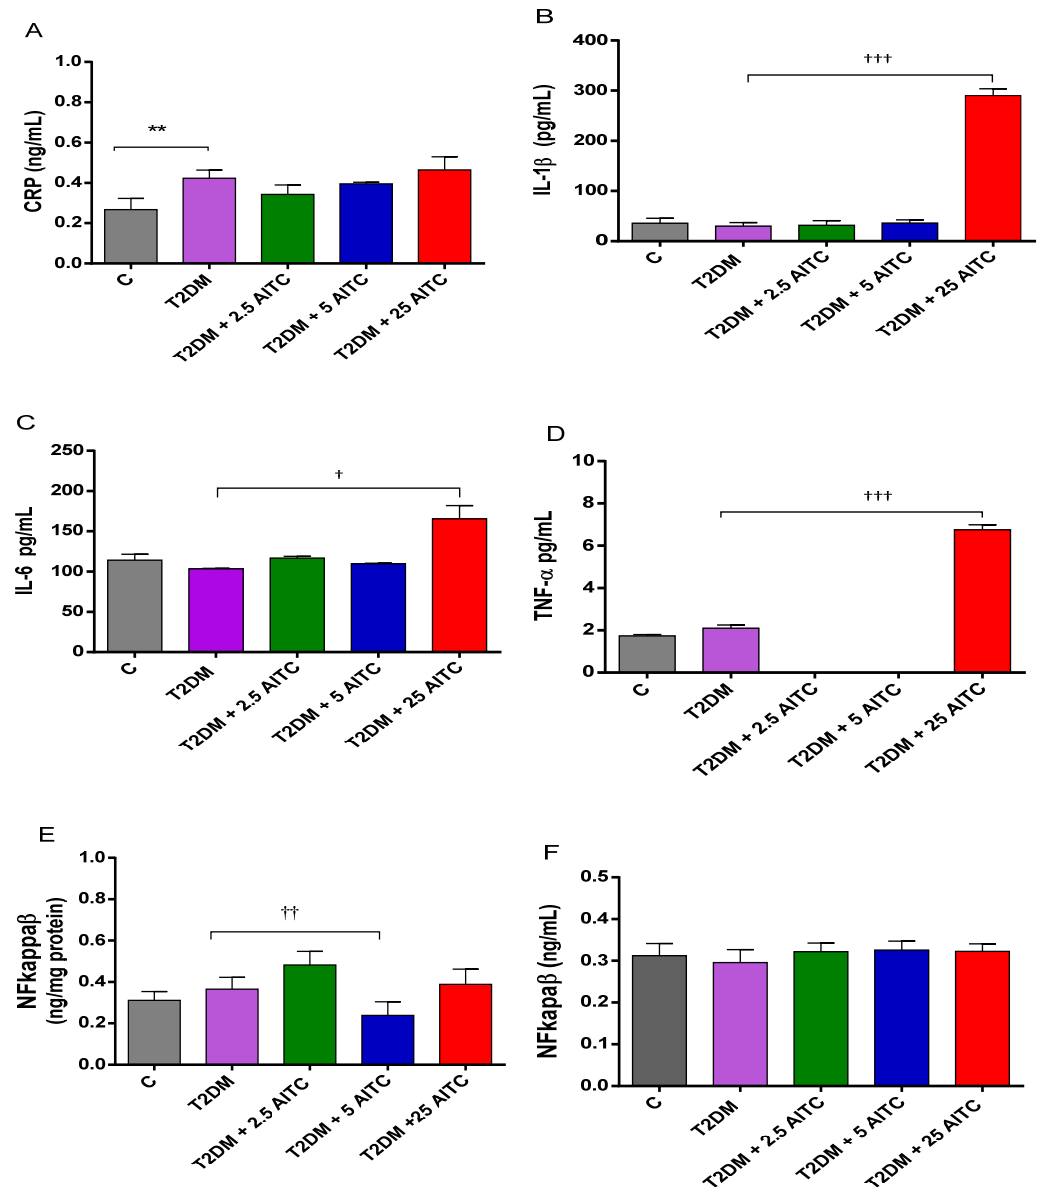 A
CRP (ng/mL)
1.0
0.8
0.6
0.4
0.2
0.0
**
C
T2DM
T2DM + 2.5 AITC
T2DM + 5 AITC
T2DM + 25 AITC
B
IL-1β (pg/mL)
400
300
200
100
0
†††
C
T2DM
T2DM + 2.5 AITC
T2DM + 5 AITC
T2DM + 25 AITC
C
IL-6 pg/mL
250
200
150
100
50
0
†
C
T2DM
T2DM + 2.5 AITC
T2DM + 5 AITC
T2DM + 25 AITC
D
TNF-α pg/mL
10
8
6
4
2
0
†††
C
T2DM
T2DM + 2.5 AITC
T2DM + 5 AITC
T2DM + 25 AITC
E
NFkappaβ
(ng/mg protein)
1.0
0.8
0.6
0.4
0.2
0.0
††
C
T2DM
T2DM + 2.5 AITC
T2DM + 5 AITC
T2DM +25 AITC
F
NFkapaβ (ng/mL)
0.5
0.4
0.3
0.2
0.1
0.0
C
T2DM
T2DM + 2.5 AITC
T2DM + 5 AITC
T2DM + 25 AITC